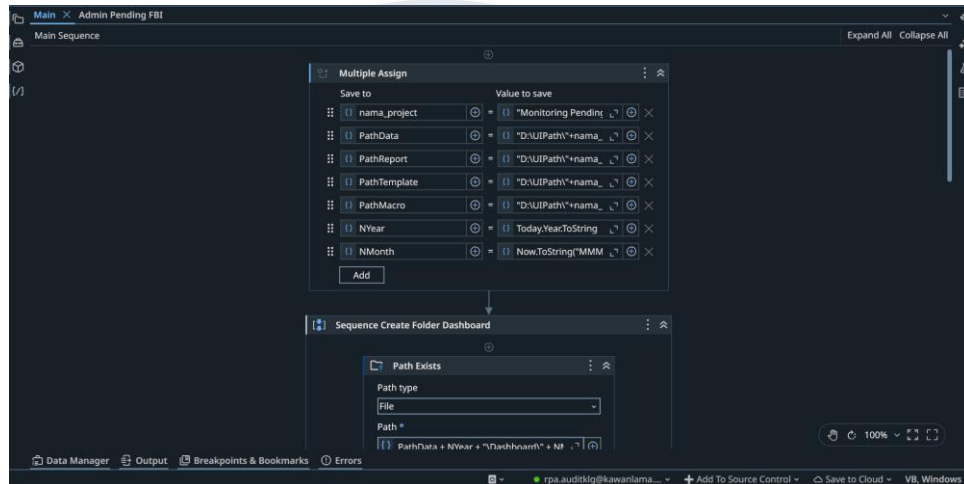 Main Admin Pending FBI
Main Sequence Expand All Collapse All
Multiple Assign
Save to Value to save
nama_project = "Monitoring Pending
PathData = "D:\UIPath\"+nama_
PathReport = "D:\UIPath\"+nama_
PathTemplate = "D:\UIPath\"+nama_
PathMacro = "D:\UIPath\"+nama_
NYear = Today.Year.ToString
NMonth = Now.ToString("MMM
Add
Sequence Create Folder Dashboard
Path Exists
Path type
File
Path *
PathData + NYear + "\Dashboard\" +
100%
Data Manager Output Breakpoints & Bookmarks Errors
rpa.auditklg@kawanlama.... Add To Source Control Save to Cloud VB, Windows